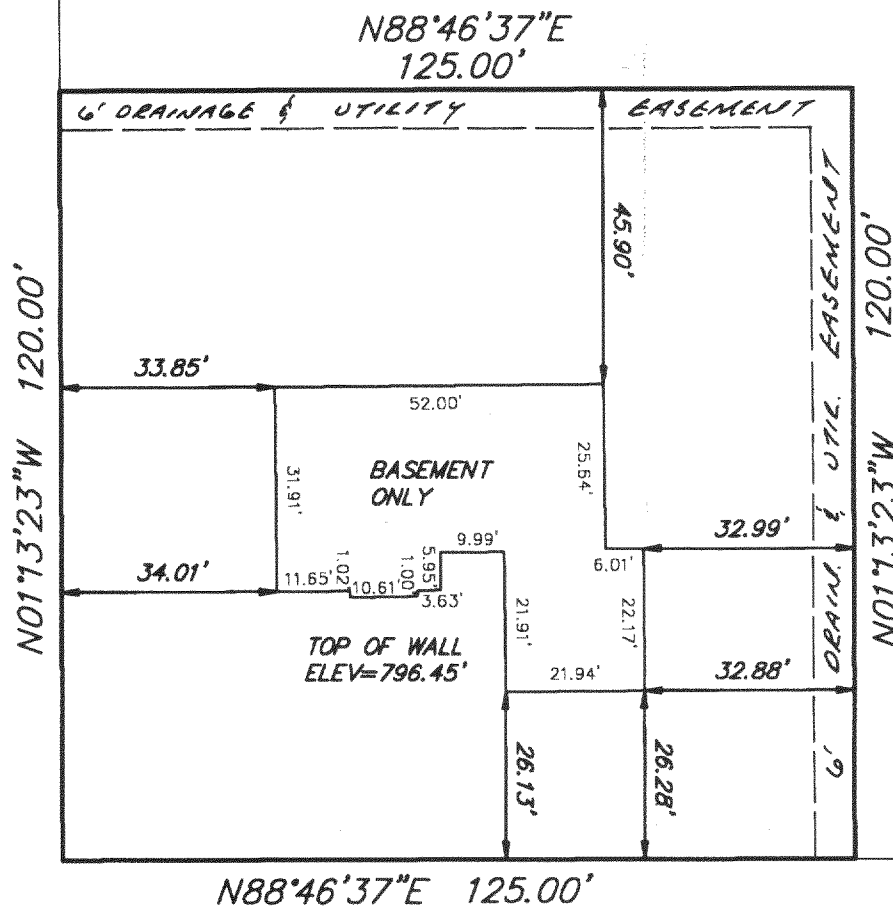 N88°46'37"E
125.00'
6' DRAINAGE & UTILITY EASEMENT
45.90'
N01°13'23"W 120.00'
120.00'
N01°13'23"W
6' DRAIN. & UTIL. EASEMENT
33.85'
52.00'
31.91'
BASEMENT
ONLY
25.64'
32.99'
9.99'
6.01'
34.01'
11.65'
1.02'
10.61'
1.00'
5.95'
3.63'
21.91'
22.17'
TOP OF WALL
ELEV=796.45'
21.94'
32.88'
26.13'
26.28'
N88°46'37"E 125.00'